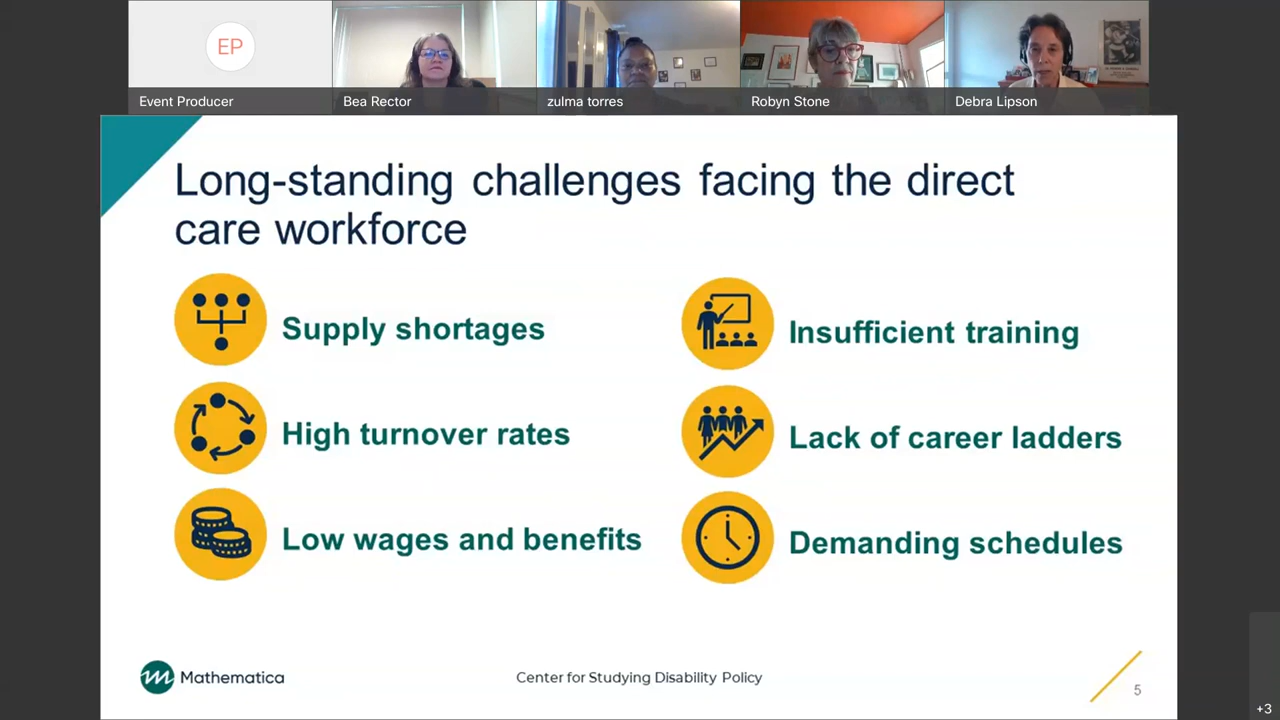 EP
Event Producer
Bea Rector
zulma torres
Robyn Stone
Debra Lipson
Long-standing challenges facing the direct
care workforce
Supply shortages
Insufficient training
High turnover rates
Lack of career ladders
Low wages and benefits
Demanding schedules
Mathematica
Center for Studying Disability Policy
5
+3